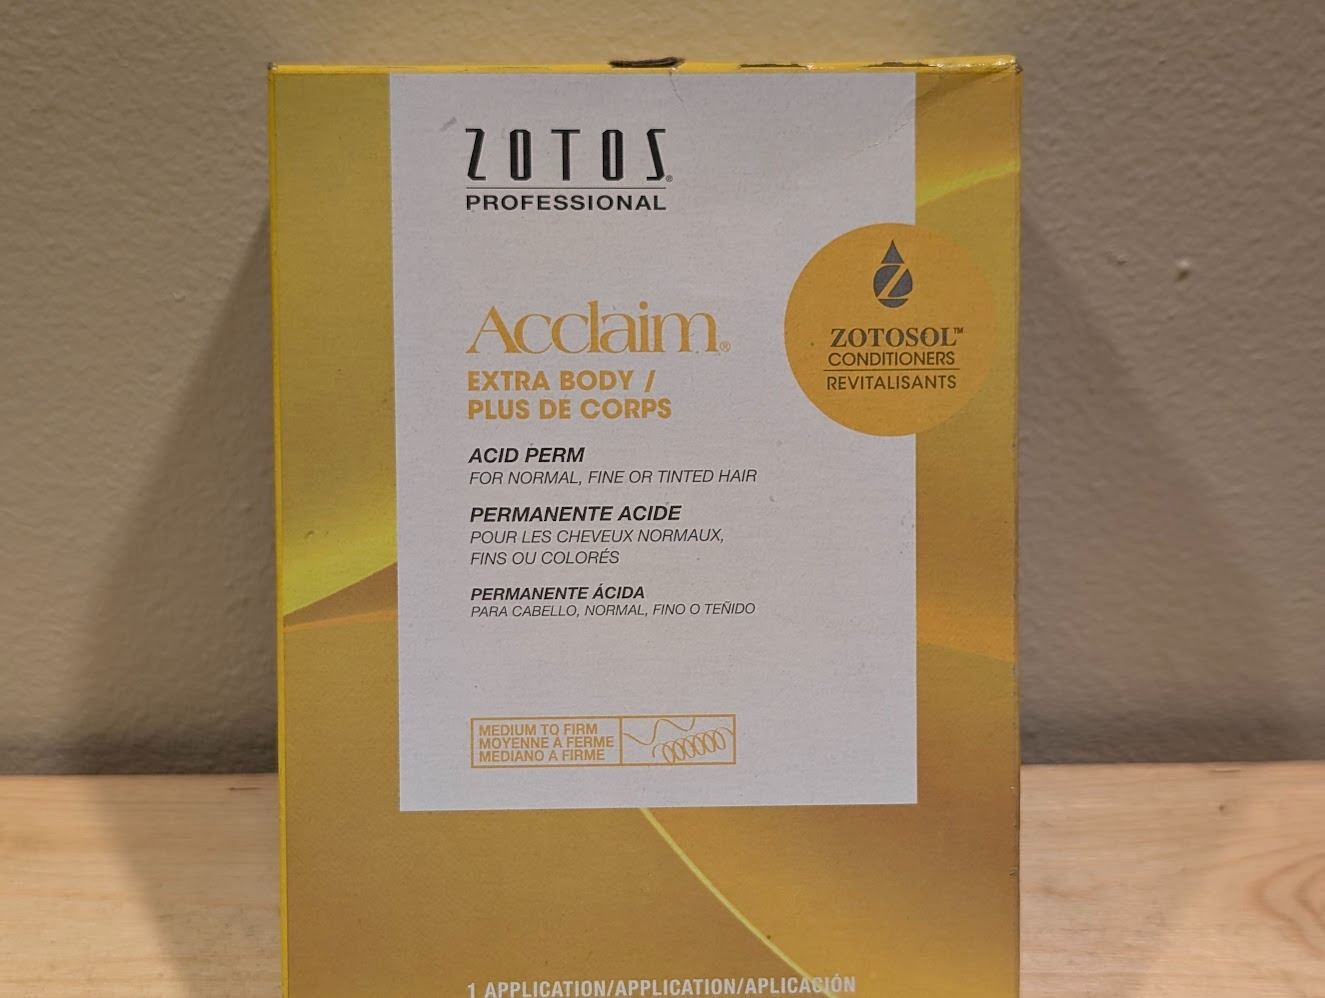 ZOTOS®
PROFESSIONAL
Acclaim®
EXTRA BODY /
PLUS DE CORPS
ACID PERM
FOR NORMAL, FINE OR TINTED HAIR
PERMANENTE ACIDE
POUR LES CHEVEUX NORMAUX,
FINS OU COLORÉS
PERMANENTE ÁCIDA
PARA CABELLO, NORMAL, FINO O TEÑIDO
MEDIUM TO FIRM
MOYENNE À FERME
MEDIANO A FIRME
Z
ZOTOSOL™
CONDITIONERS
REVITALISANTS
1 APPLICATION/APPLICATION/APLICACIÓN